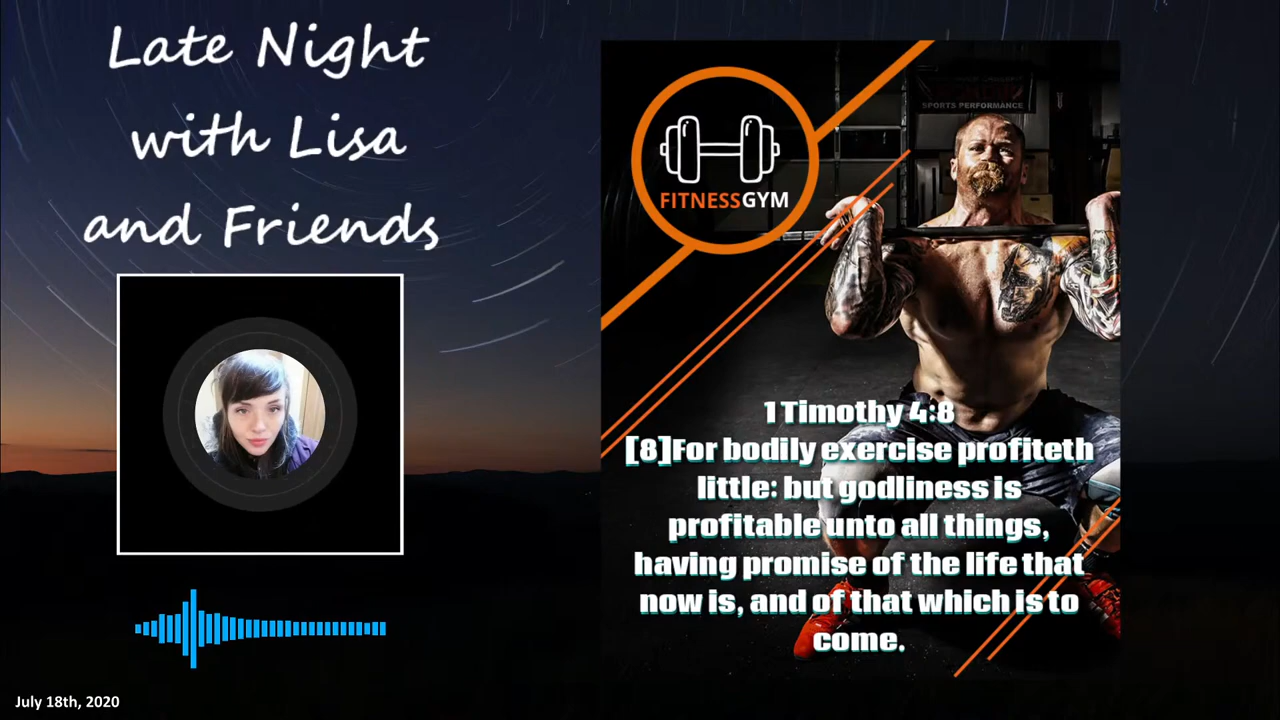 Late Night
with Lisa
and Friends
SPORTS PERFORMANCE
FITNESSGYM
1 Timothy 4:8
[8]For bodily exercise profiteth
little: but godliness is
profitable unto all things,
having promise of the life that
now is, and of that which is to
come.
July 18th, 2020